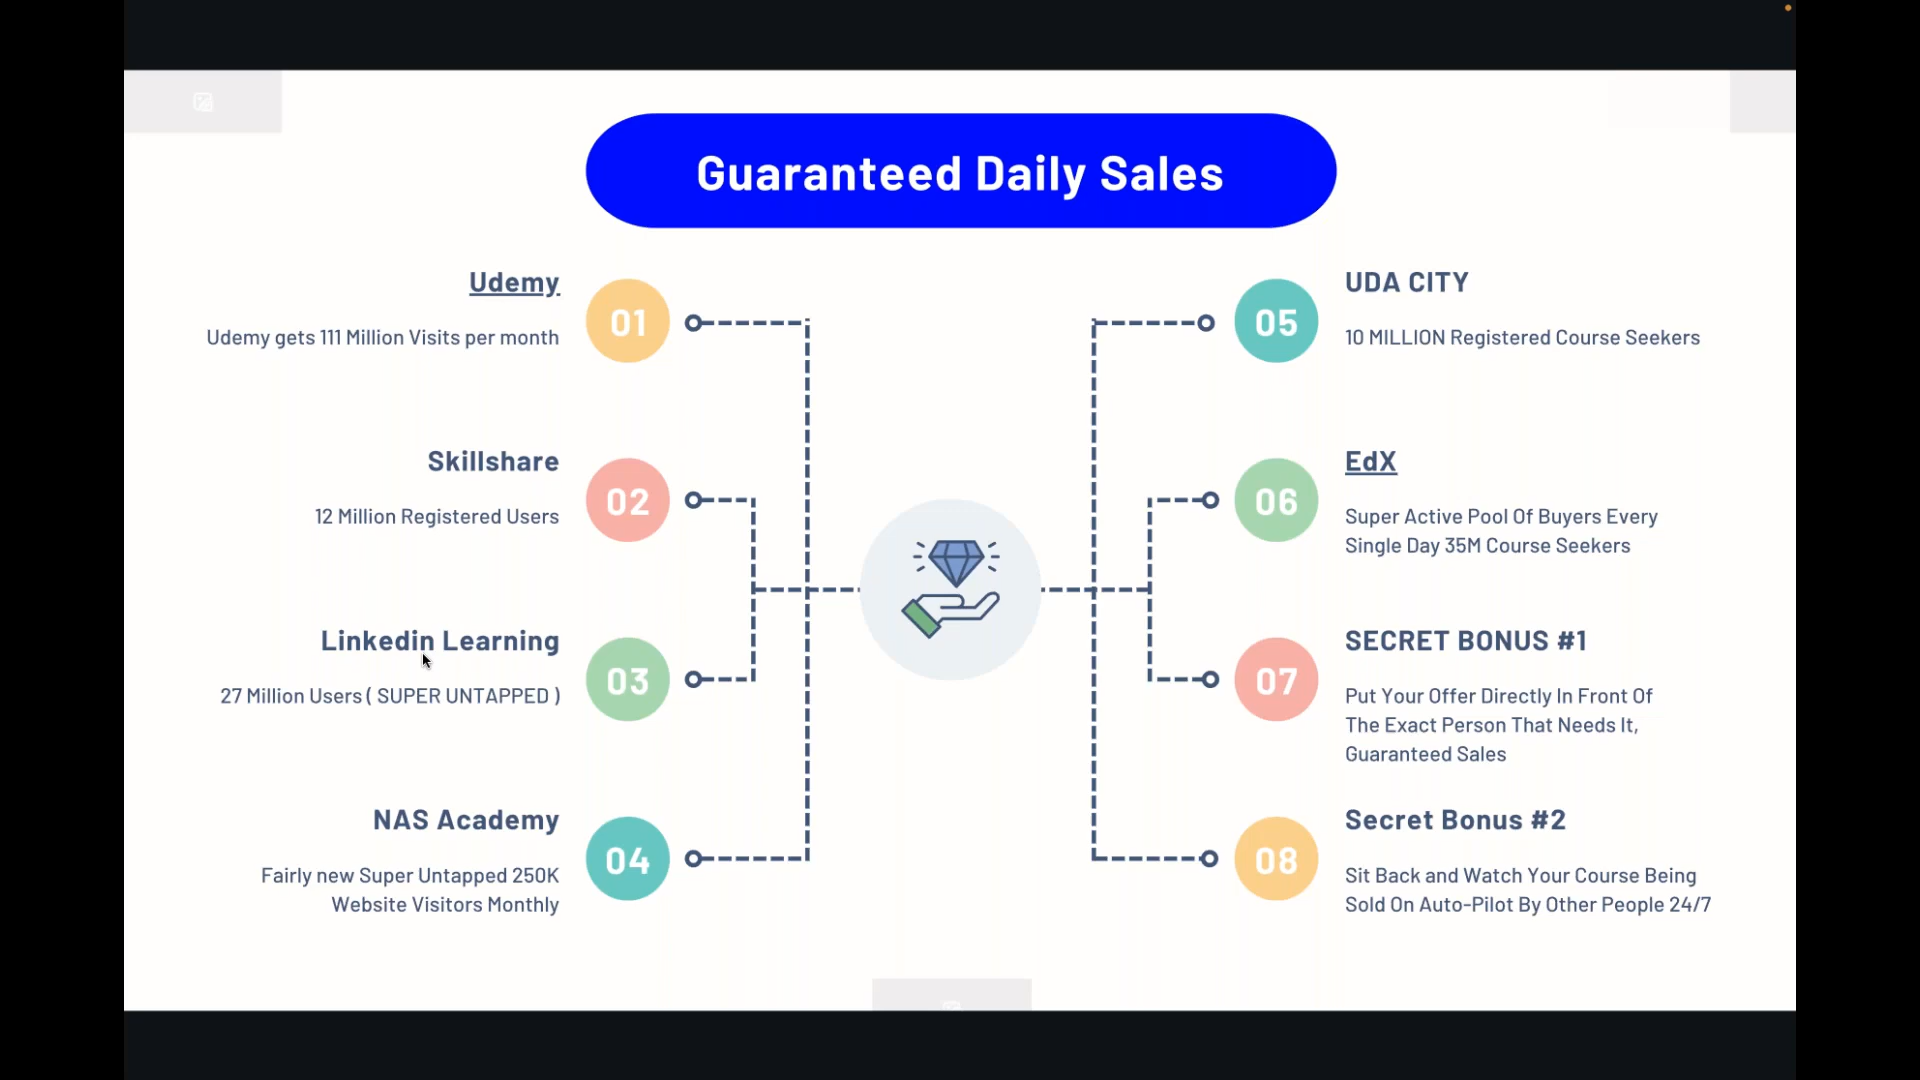 Guaranteed Daily Sales
Udemy
Udemy gets 111 Million Visits per month
01
Skillshare
12 Million Registered Users
02
Linkedin Learning
27 Million Users ( SUPER UNTAPPED )
03
NAS Academy
Fairly new Super Untapped 250K
Website Visitors Monthly
04
UDA CITY
10 MILLION Registered Course Seekers
05
EdX
Super Active Pool Of Buyers Every
Single Day 35M Course Seekers
06
SECRET BONUS #1
Put Your Offer Directly In Front Of
The Exact Person That Needs It,
Guaranteed Sales
07
Secret Bonus #2
Sit Back and Watch Your Course Being
Sold On Auto-Pilot By Other People 24/7
08